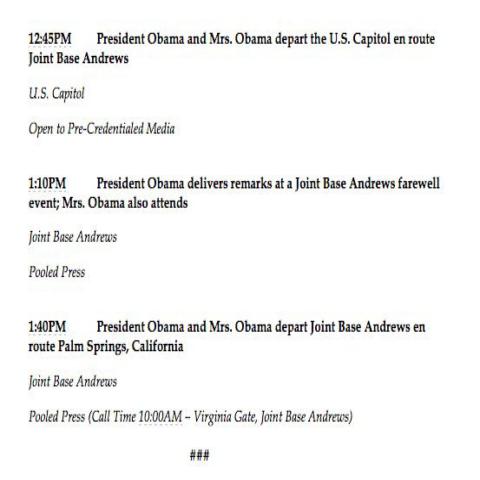 12:45PM President Obama and Mrs. Obama depart the U.S. Capitol en route
Joint Base Andrews
U.S. Capitol
Open to Pre-Credentialed Media
1:10PM President Obama delivers remarks at a Joint Base Andrews farewell
event; Mrs. Obama also attends
Joint Base Andrews
Pooled Press
1:40PM President Obama and Mrs. Obama depart Joint Base Andrews en
route Palm Springs, California
Joint Base Andrews
Pooled Press (Call Time 10:00AM – Virginia Gate, Joint Base Andrews)
###